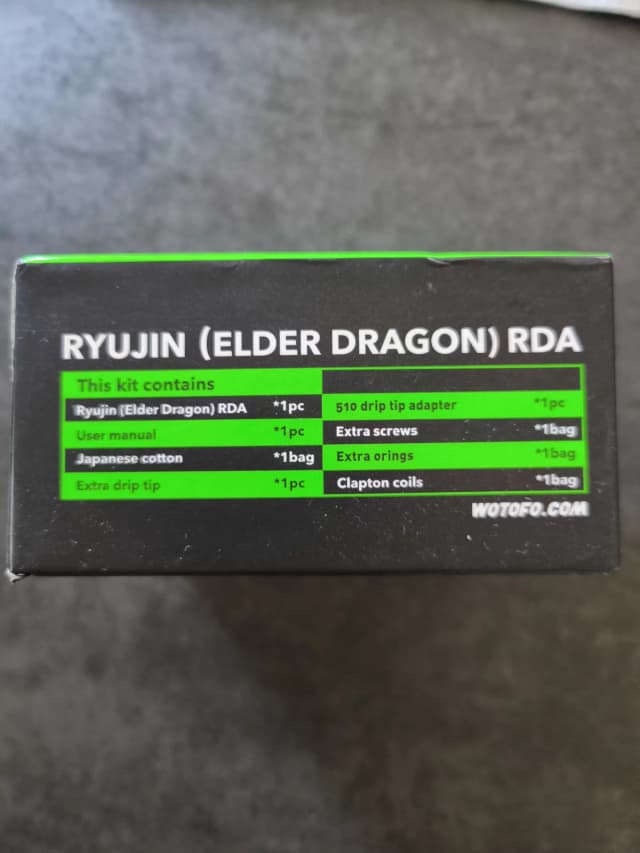 RYUJIN (ELDER DRAGON) RDA
This kit contains
Ryujin (Elder Dragon) RDA *1pc
User manual *1pc
Japanese cotton *1bag
Extra drip tip *1pc
510 drip tip adapter *1pc
Extra screws *1bag
Extra orings *1bag
Clapton coils *1bag
WOTOFO.COM